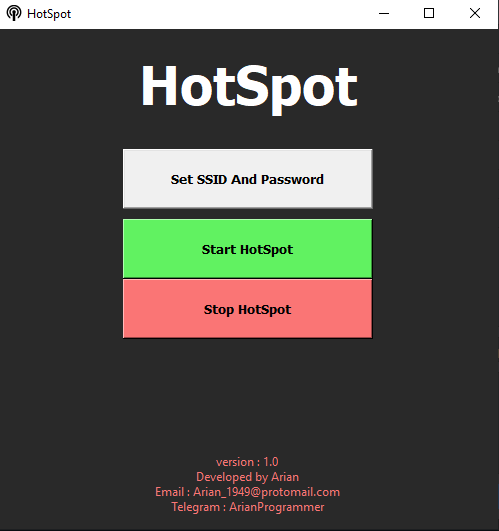 HotSpot
HotSpot
Set SSID And Password
Start HotSpot
Stop HotSpot
version : 1.0
Developed by Arian
Email : Arian_1949@protomail.com
Telegram : ArianProgrammer